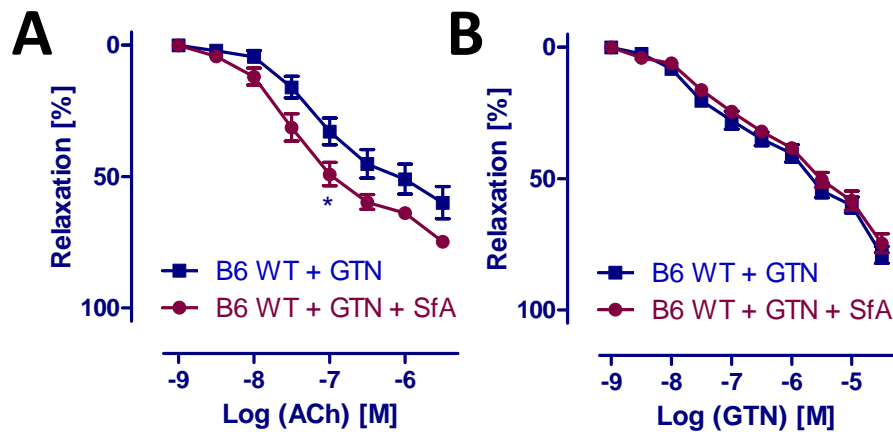 A
Relaxation [%]
0
50
100
*
B6 WT + GTN
B6 WT + GTN + SfA
-9 -8 -7 -6
Log (ACh) [M]
B
Relaxation [%]
0
50
100
B6 WT + GTN
B6 WT + GTN + SfA
-9 -8 -7 -6 -5
Log (GTN) [M]